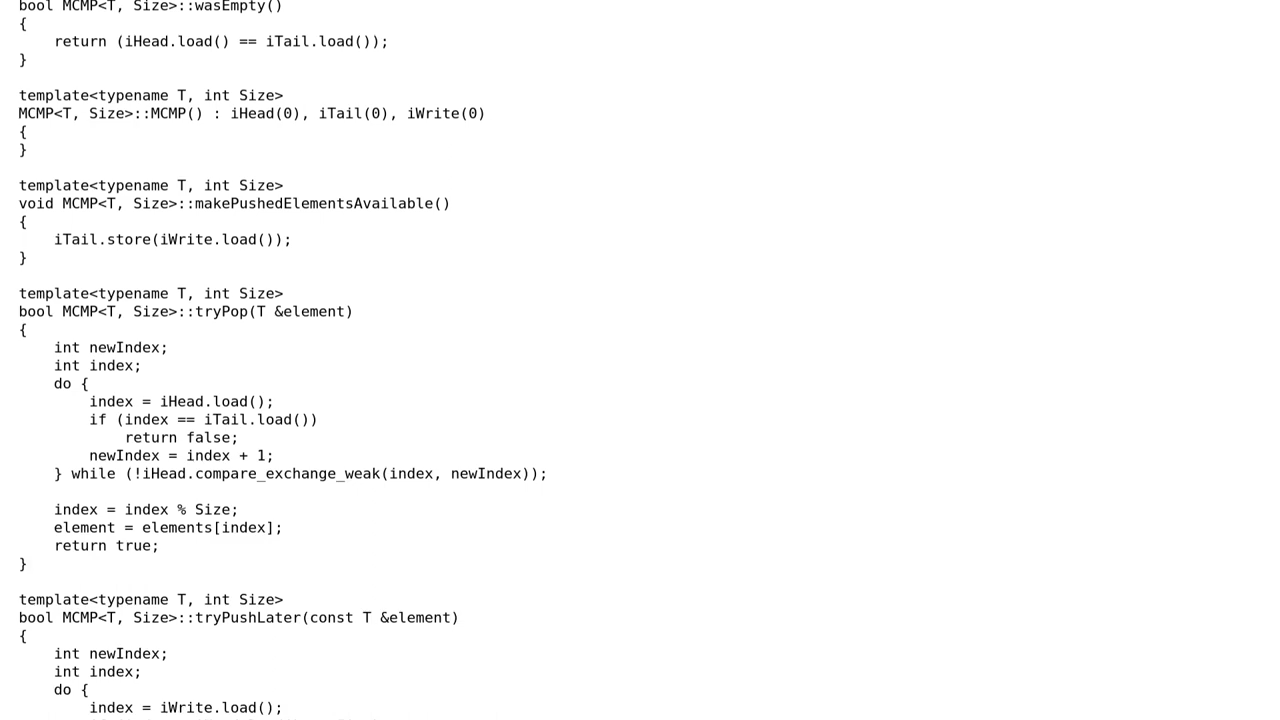 bool MCMP<T, Size>::wasEmpty()
{
    return (iHead.load() == iTail.load());
}

template<typename T, int Size>
MCMP<T, Size>::MCMP() : iHead(0), iTail(0), iWrite(0)
{
}

template<typename T, int Size>
void MCMP<T, Size>::makePushedElementsAvailable()
{
    iTail.store(iWrite.load());
}

template<typename T, int Size>
bool MCMP<T, Size>::tryPop(T &element)
{
    int newIndex;
    int index;
    do {
        index = iHead.load();
        if (index == iTail.load())
            return false;
        newIndex = index + 1;
    } while (!iHead.compare_exchange_weak(index, newIndex));

    index = index % Size;
    element = elements[index];
    return true;
}

template<typename T, int Size>
bool MCMP<T, Size>::tryPushLater(const T &element)
{
    int newIndex;
    int index;
    do {
        index = iWrite.load();